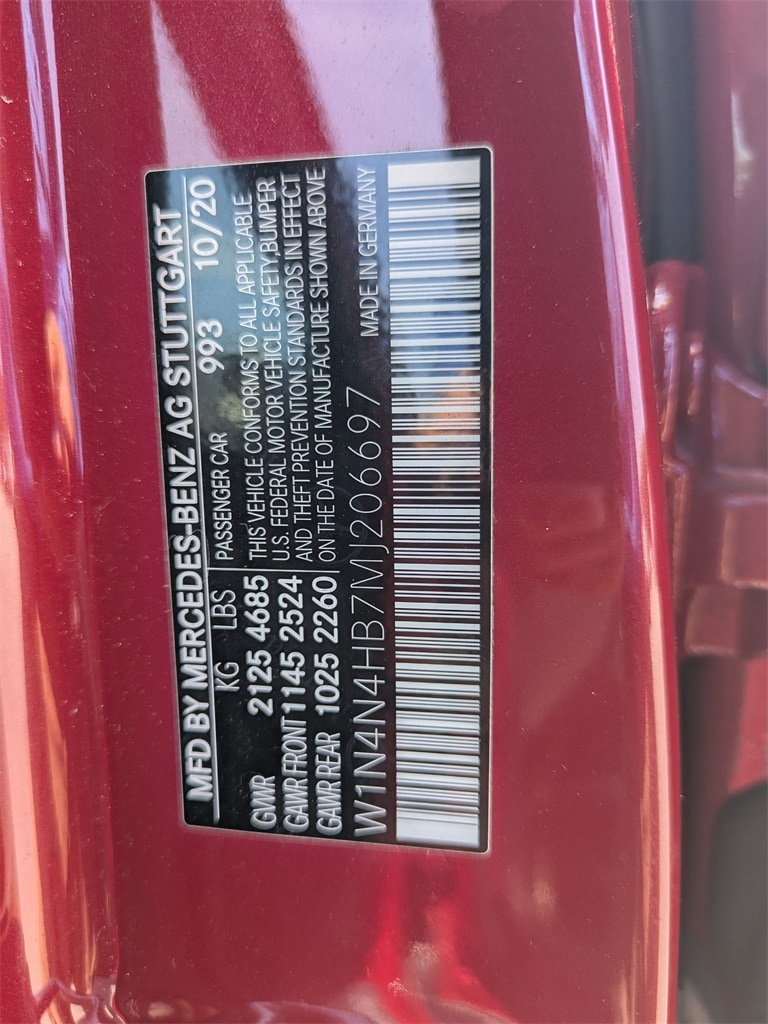 MFD BY MERCEDES-BENZ AG STUTTGART
KG LBS 993 10/20
GWR 2125 4685 PASSENGER CAR
GAWR FRONT 1145 2524
GAWR REAR 1025 2260
THIS VEHICLE CONFORMS TO ALL APPLICABLE
U.S. FEDERAL MOTOR VEHICLE SAFETY, BUMPER
AND THEFT PREVENTION STANDARDS IN EFFECT
ON THE DATE OF MANUFACTURE SHOWN ABOVE
W1N4N4HB7MJ206697 MADE IN GERMANY